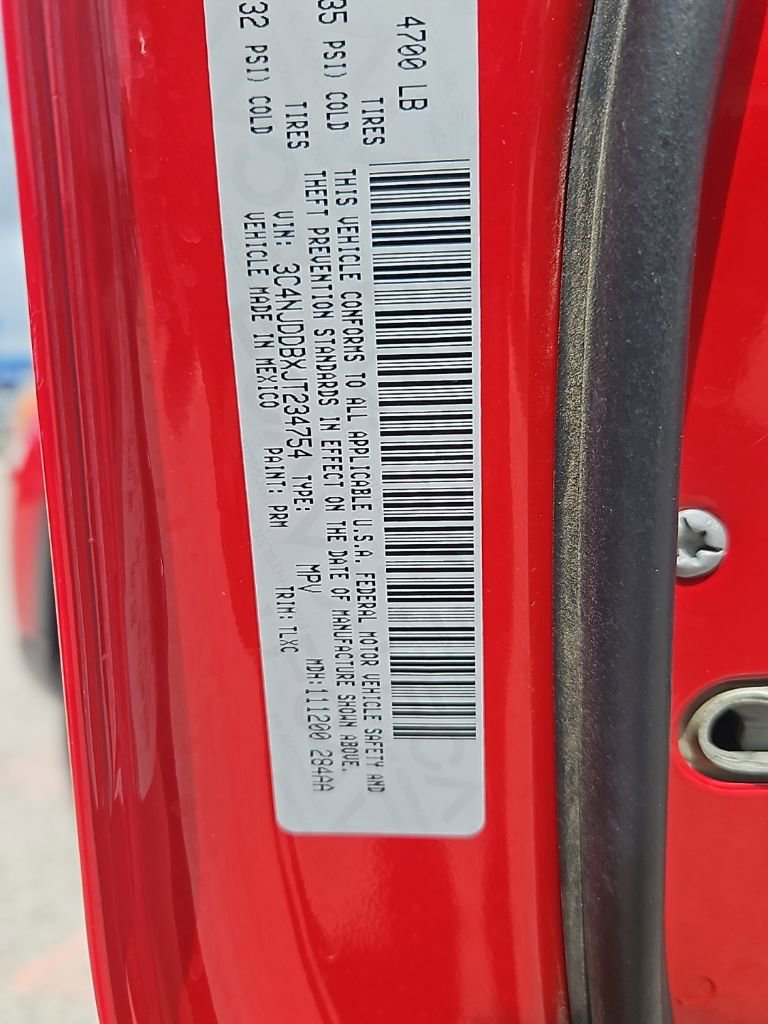 4700 LB
TIRES TIRES
35 PSI) COLD
32 PSI) COLD
THIS VEHICLE CONFORMS TO ALL APPLICABLE U.S.A. FEDERAL MOTOR VEHICLE SAFETY AND
THEFT PREVENTION STANDARDS IN EFFECT ON THE DATE OF MANUFACTURE SHOWN ABOVE.
VIN: 3C4NJDDBXJT234754 TYPE: MPV MDH:111200 284AA
VEHICLE MADE IN MEXICO PAINT: PRM TRIM: TLXC